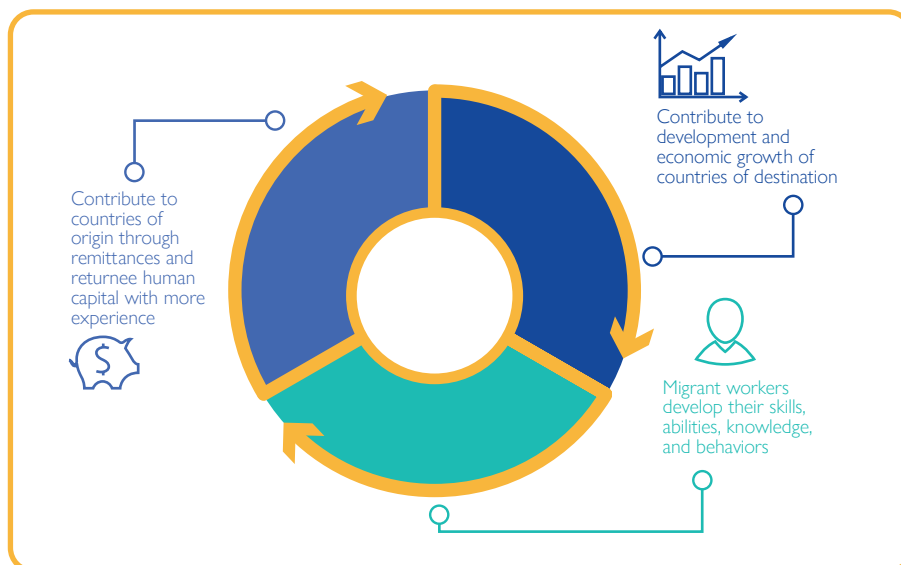 Contribute to
development and
economic growth of
countries of destination
Migrant workers
develop their skills,
abilities, knowledge,
and behaviors
Contribute to
countries of
origin through
remittances and
returnee human
capital with more
experience
$